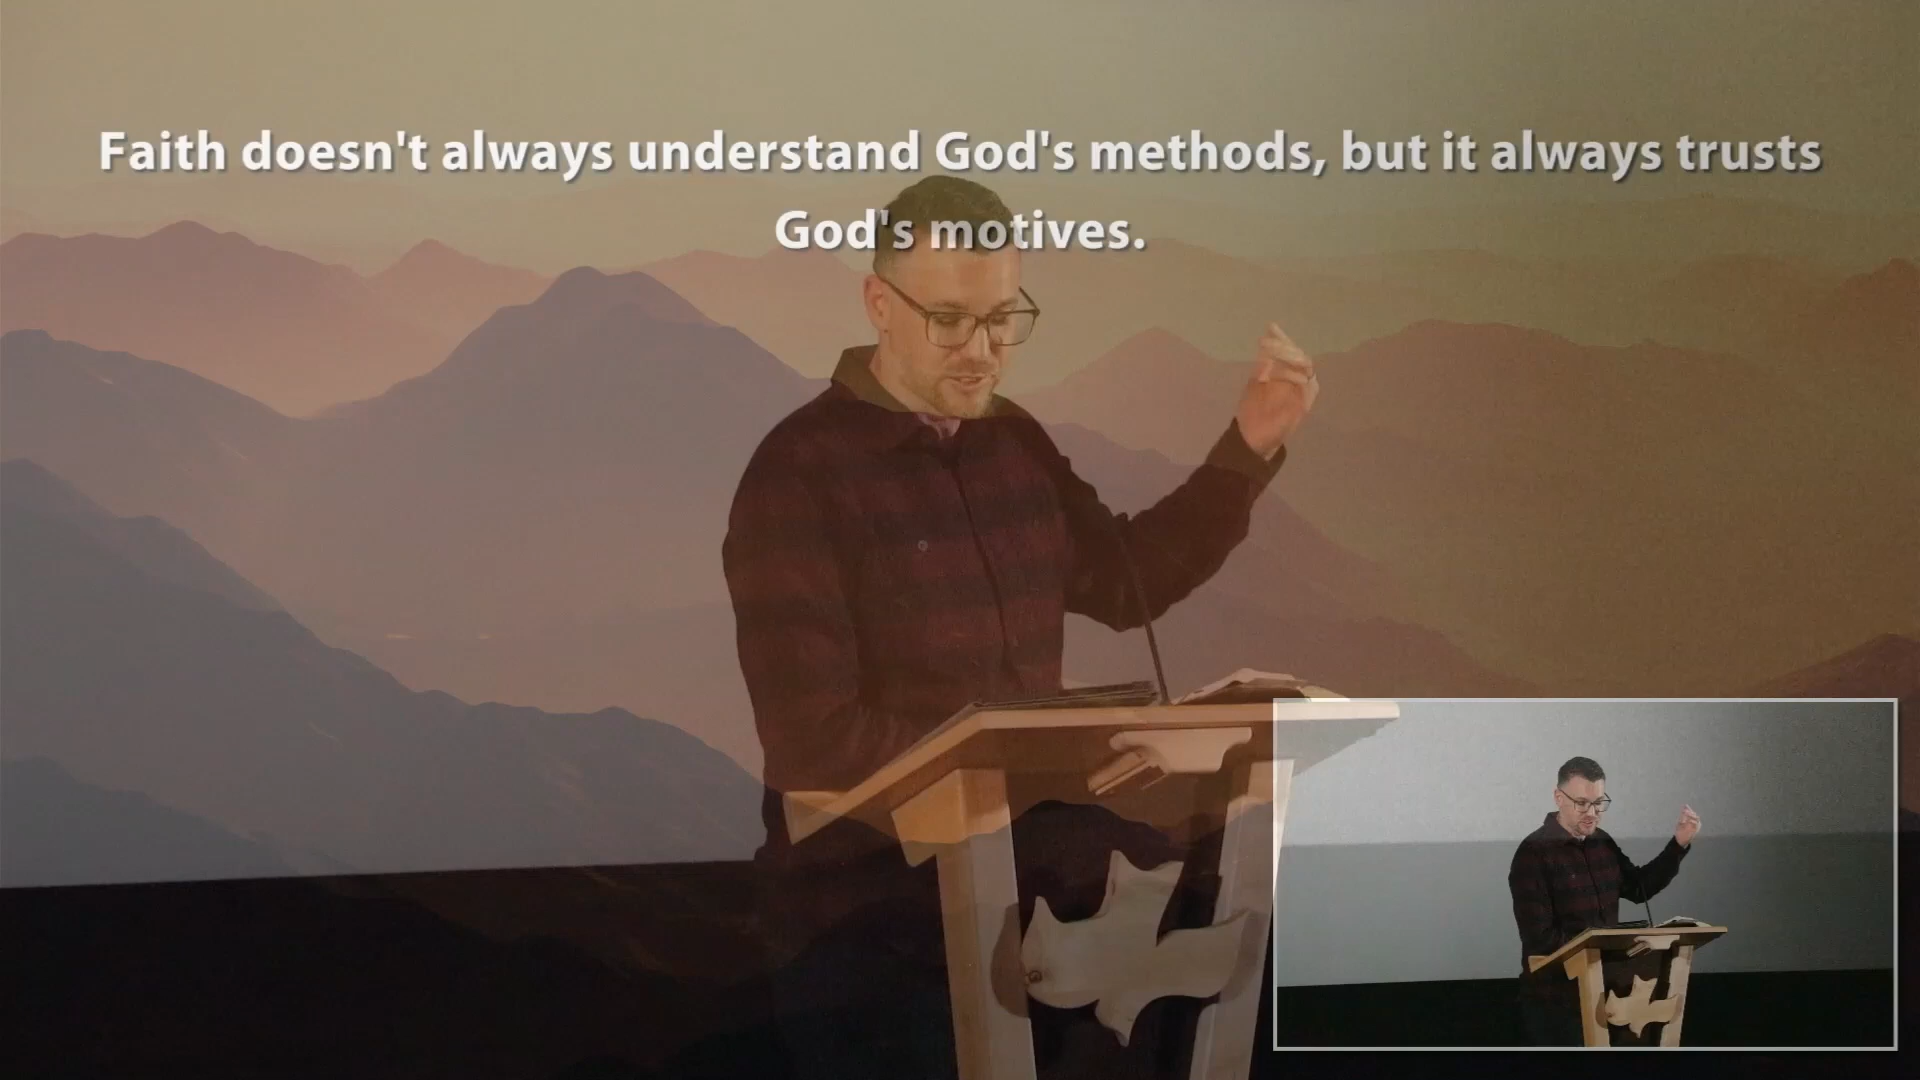 Faith doesn't always understand God's methods, but it always trusts
God's motives.